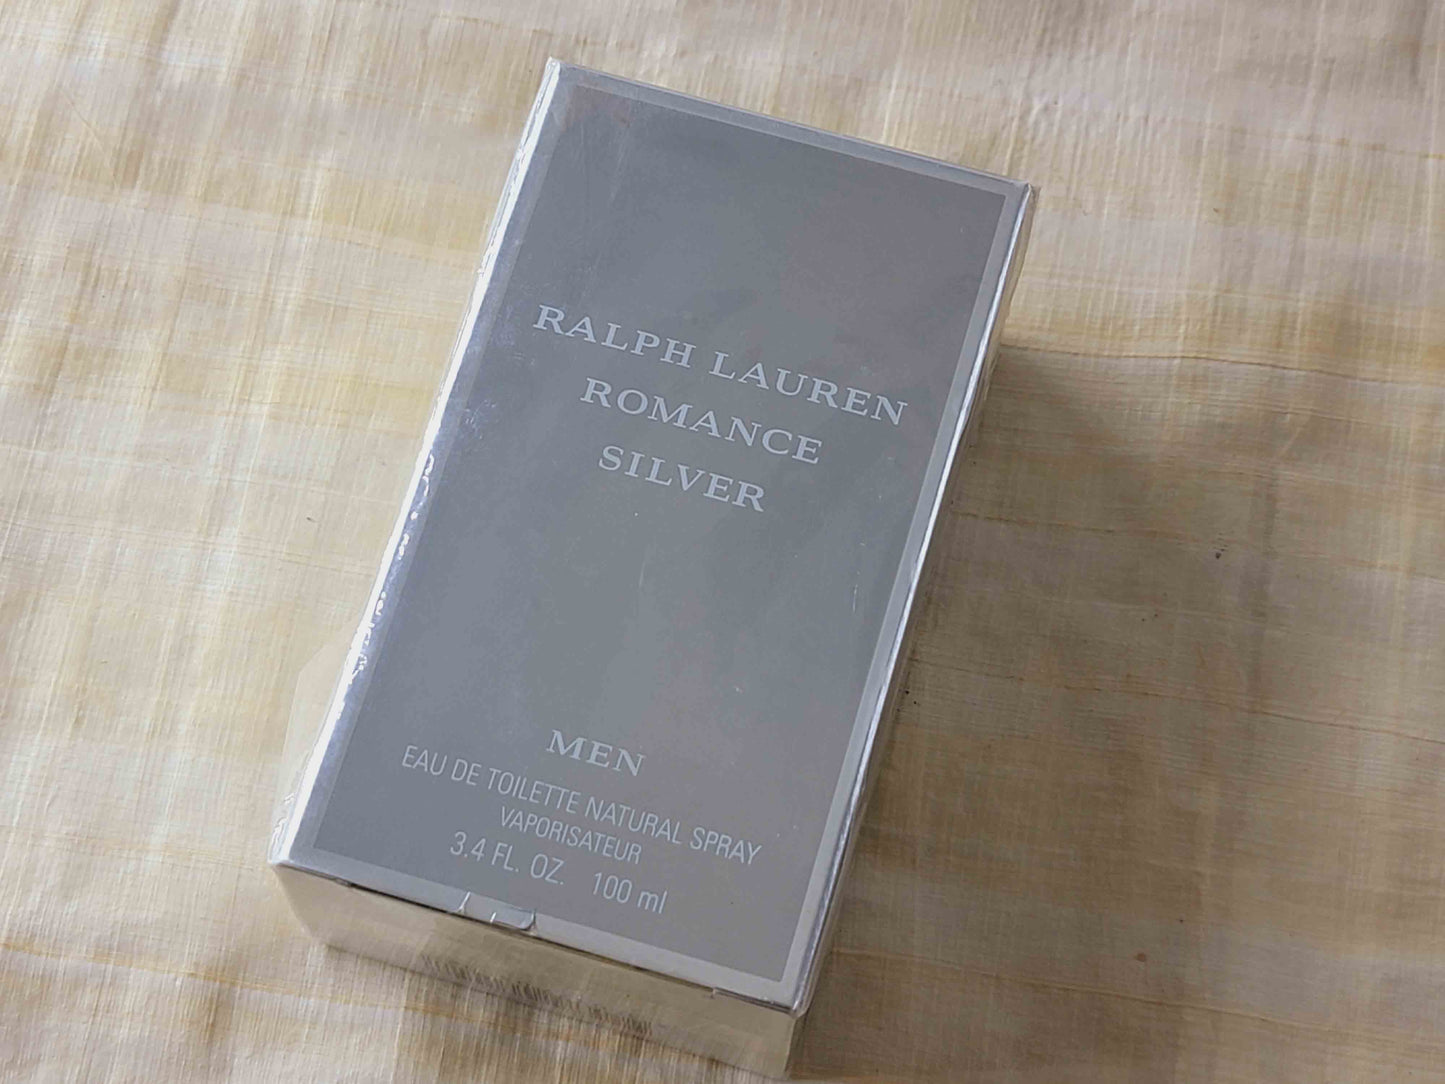 RALPH LAUREN
ROMANCE
SILVER
MEN
EAU DE TOILETTE NATURAL SPRAY
VAPORISATEUR
3.4 FL. OZ. 100 ml